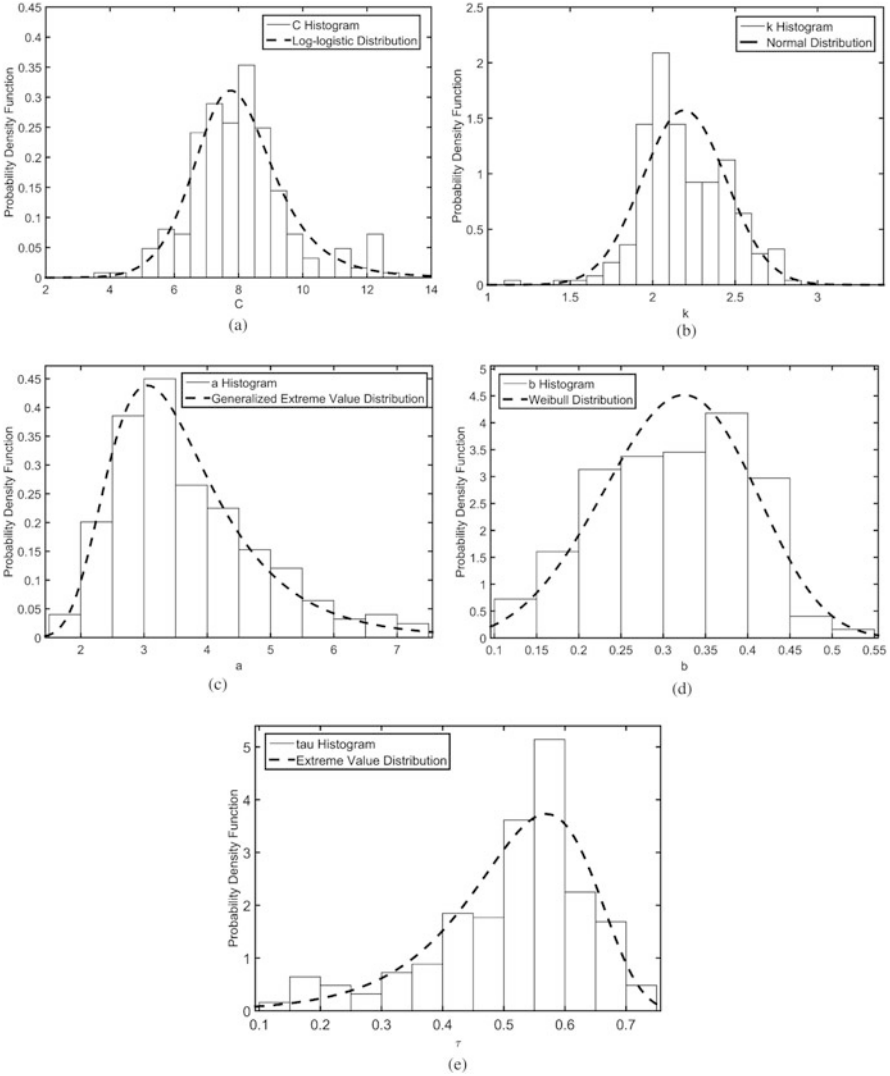 0.45
0.4
0.35
0.3
0.25
0.2
0.15
0.1
0.05
0
Probability Density Function
C Histogram
Log-logistic Distribution
2 4 6 8 10 12 14
C
(a)
2.5
2
1.5
1
0.5
0
Probability Density Function
k Histogram
Normal Distribution
1 1.5 2 2.5 3
k
(b)
0.45
0.4
0.35
0.3
0.25
0.2
0.15
0.1
0.05
0
Probability Density Function
a Histogram
Generalized Extreme Value Distribution
2 3 4 5 6 7
a
(c)
5
4.5
4
3.5
3
2.5
2
1.5
1
0.5
0
Probability Density Function
b Histogram
Weibull Distribution
0.1 0.15 0.2 0.25 0.3 0.35 0.4 0.45 0.5 0.55
b
(d)
5
4
3
2
1
0
Probability Density Function
tau Histogram
Extreme Value Distribution
0.1 0.2 0.3 0.4 0.5 0.6 0.7
τ
(e)